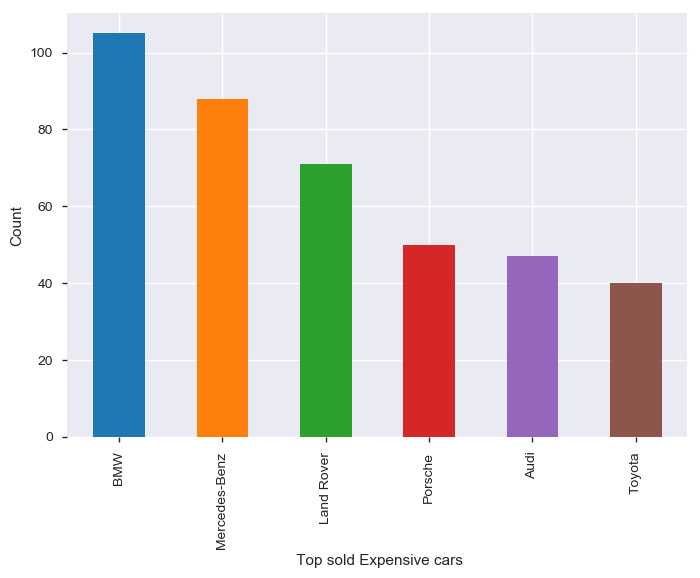 100
80
60
40
20
0
Count
BMW
Mercedes-Benz
Land Rover
Porsche
Audi
Toyota
Top sold Expensive cars